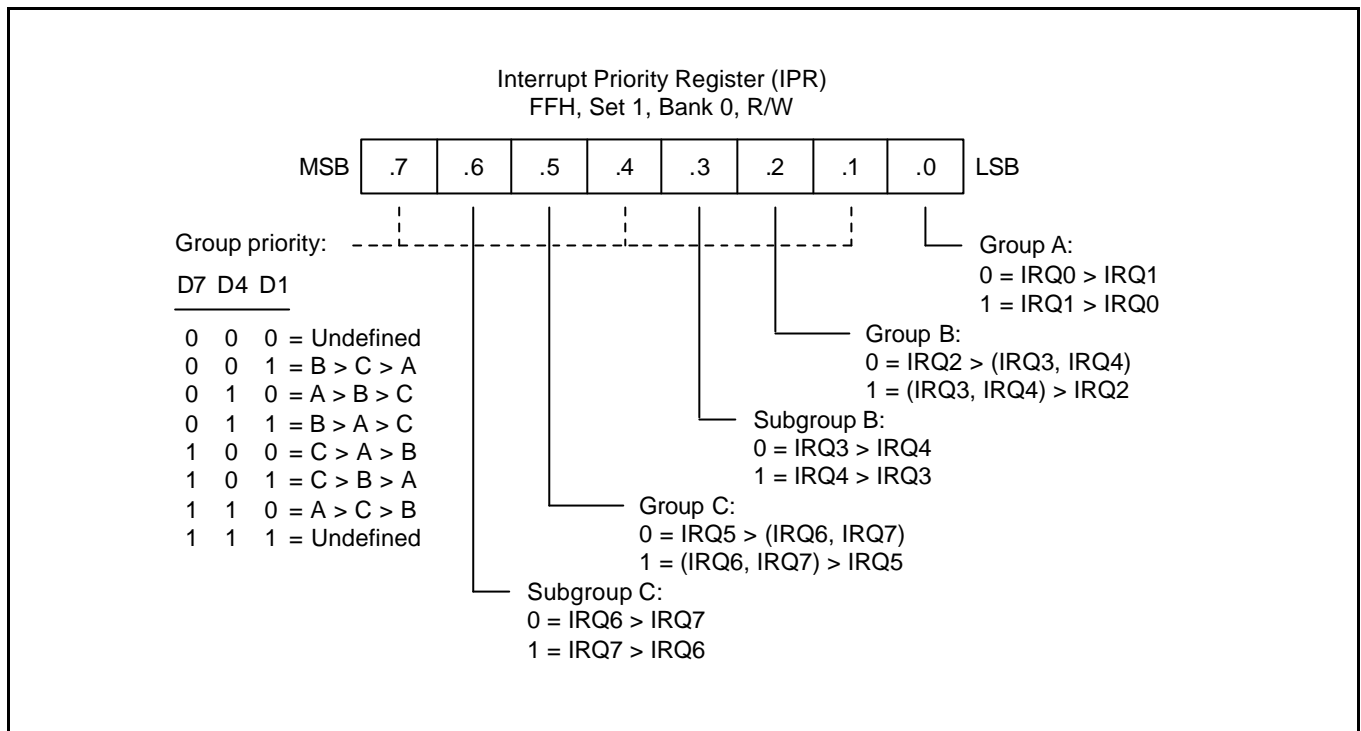 Interrupt Priority Register (IPR)
FFH, Set 1, Bank 0, R/W
MSB .7 .6 .5 .4 .3 .2 .1 .0 LSB
Group priority:
D7 D4 D1
0 0 0 = Undefined
0 0 1 = B > C > A
0 1 0 = A > B > C
0 1 1 = B > A > C
1 0 0 = C > A > B
1 0 1 = C > B > A
1 1 0 = A > C > B
1 1 1 = Undefined
Group A:
0 = IRQ0 > IRQ1
1 = IRQ1 > IRQ0
Group B:
0 = IRQ2 > (IRQ3, IRQ4)
1 = (IRQ3, IRQ4) > IRQ2
Subgroup B:
0 = IRQ3 > IRQ4
1 = IRQ4 > IRQ3
Group C:
0 = IRQ5 > (IRQ6, IRQ7)
1 = (IRQ6, IRQ7) > IRQ5
Subgroup C:
0 = IRQ6 > IRQ7
1 = IRQ7 > IRQ6